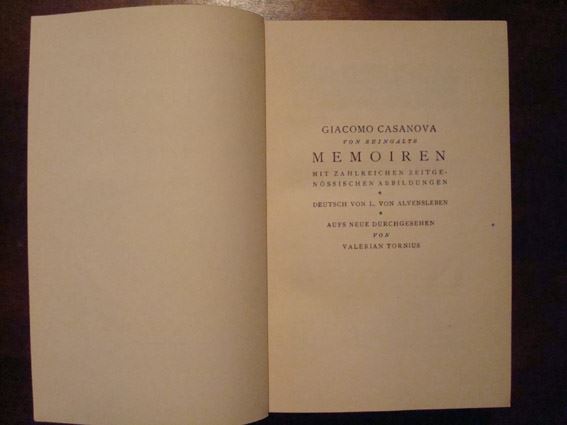 GIACOMO CASANOVA
VON SEINGALTS
MEMOIREN
MIT ZAHLREICHEN ZEITGE-
NÖSSISCHEN ABBILDUNGEN
*
DEUTSCH VON L. VON ALVENSLEBEN
*
AUFS NEUE DURCHGESEHEN
VON
VALERIAN TORNIUS